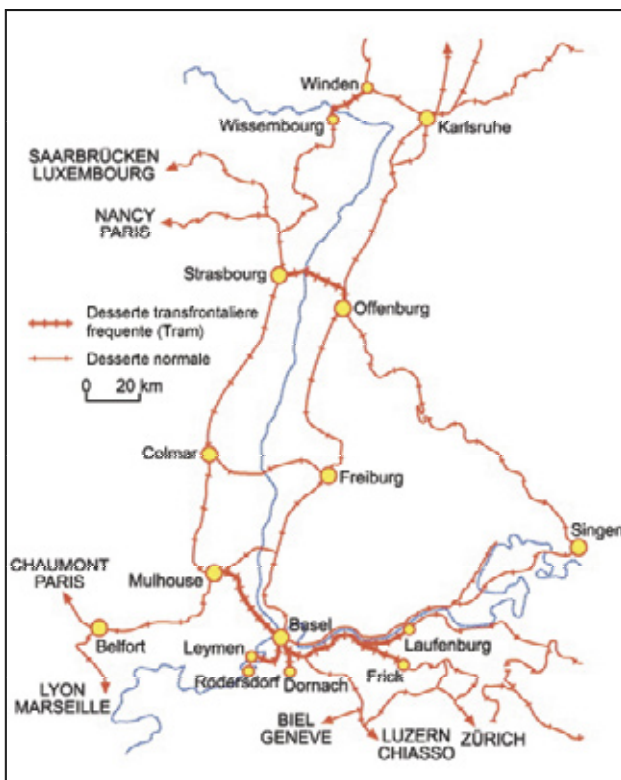 Winden
Wissembourg
Karlsruhe
SAARBRÜCKEN
LUXEMBOURG
NANCY
PARIS
Strasbourg
Offenburg
Desserte transfrontaliere
frequente (Tram)
Desserte normale
0 20 km
Colmar
Freiburg
Singen
CHAUMONT
PARIS
Mulhouse
Basel
Belfort
Leymen
Laufenburg
Rodersdorf
Dornach
Frick
LYON
MARSEILLE
BIEL
GENEVE
LUZERN
CHIASSO
ZÜRICH